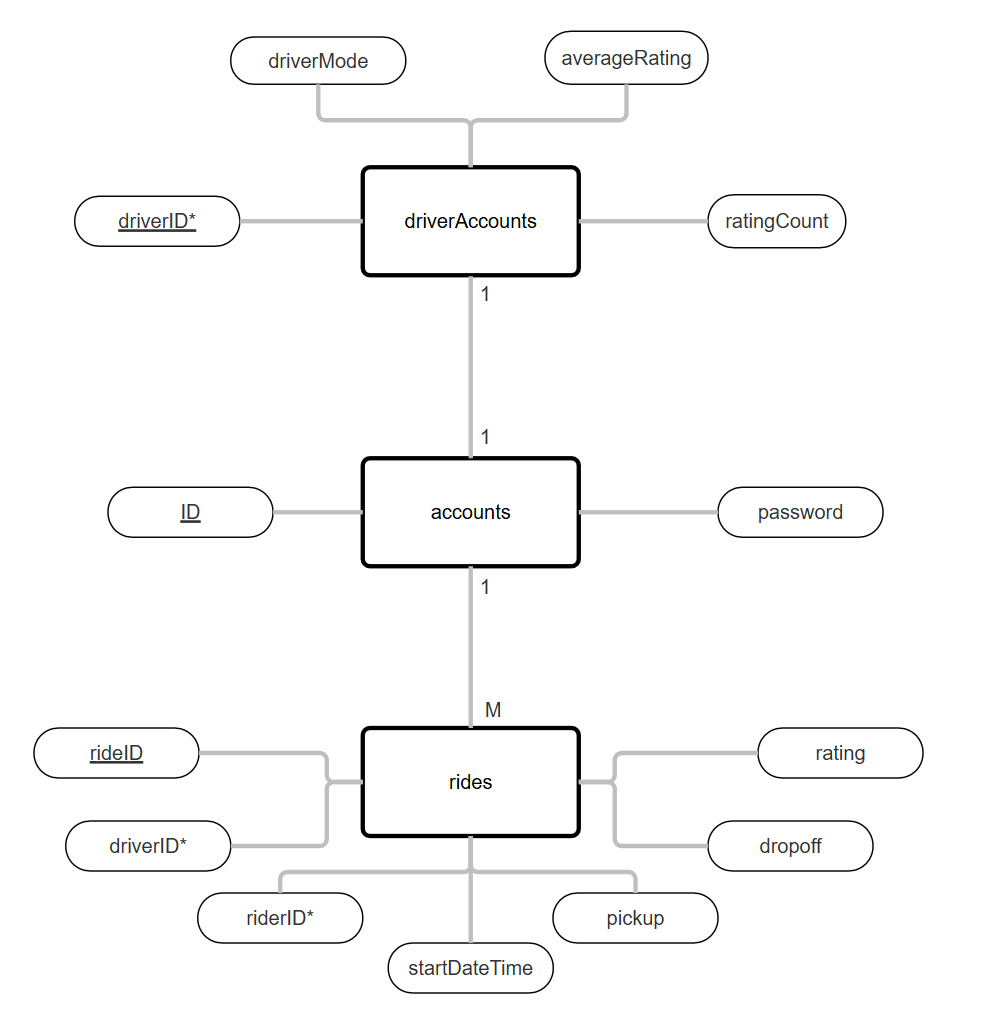 driverMode
averageRating
driverID*
driverAccounts
ratingCount
1
1
ID
accounts
password
1
M
rideID
rating
rides
driverID*
dropoff
riderID*
pickup
startDateTime